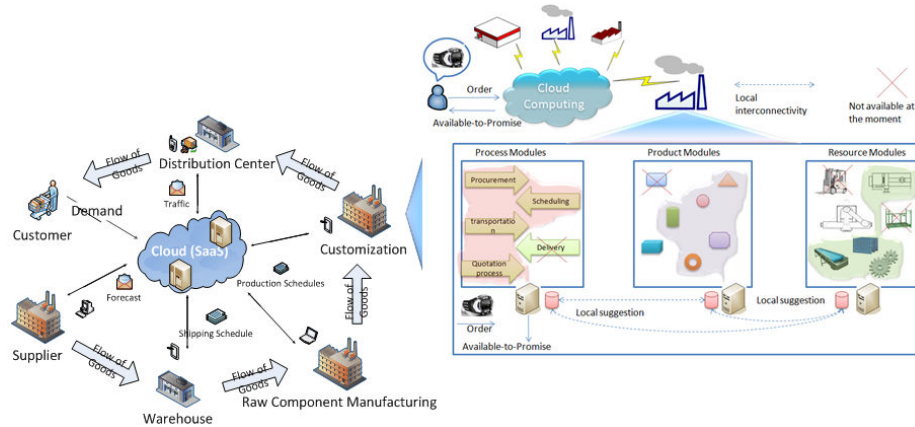 Flow of
Goods
Distribution Center
Flow of
Goods
Traffic
Customer
Demand
Cloud (SaaS)
Customization
Production Schedules
Forecast
Flow of
Goods
Supplier
Shipping Schedule
Flow of
Goods
Warehouse
Flow of
Goods
Raw Component Manufacturing
Order
Available-to-Promise
Cloud
Computing
Local
interconnectivity
Not available at
the moment
Process Modules
Product Modules
Resource Modules
Procurement
Scheduling
transportatio
n
Delivery
Quotation
process
Local suggestion
Local suggestion
Order
Available-to-Promise